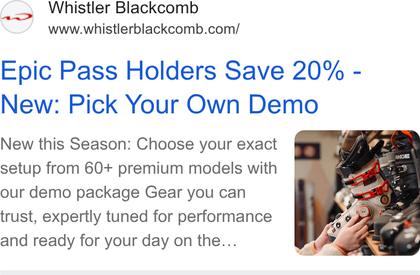 Whistler Blackcomb
www.whistlerblackcomb.com/
Epic Pass Holders Save 20% -
New: Pick Your Own Demo
New this Season: Choose your exact
setup from 60+ premium models with
our demo package Gear you can
trust, expertly tuned for performance
and ready for your day on the…